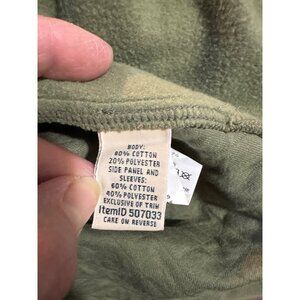 BODY:
80% COTTON
20% POLYESTER
SIDE PANEL AND
SLEEVES:
60% COTTON
40% POLYESTER
EXCLUSIVE OF TRIM
ItemID 507033
CARE ON REVERSE